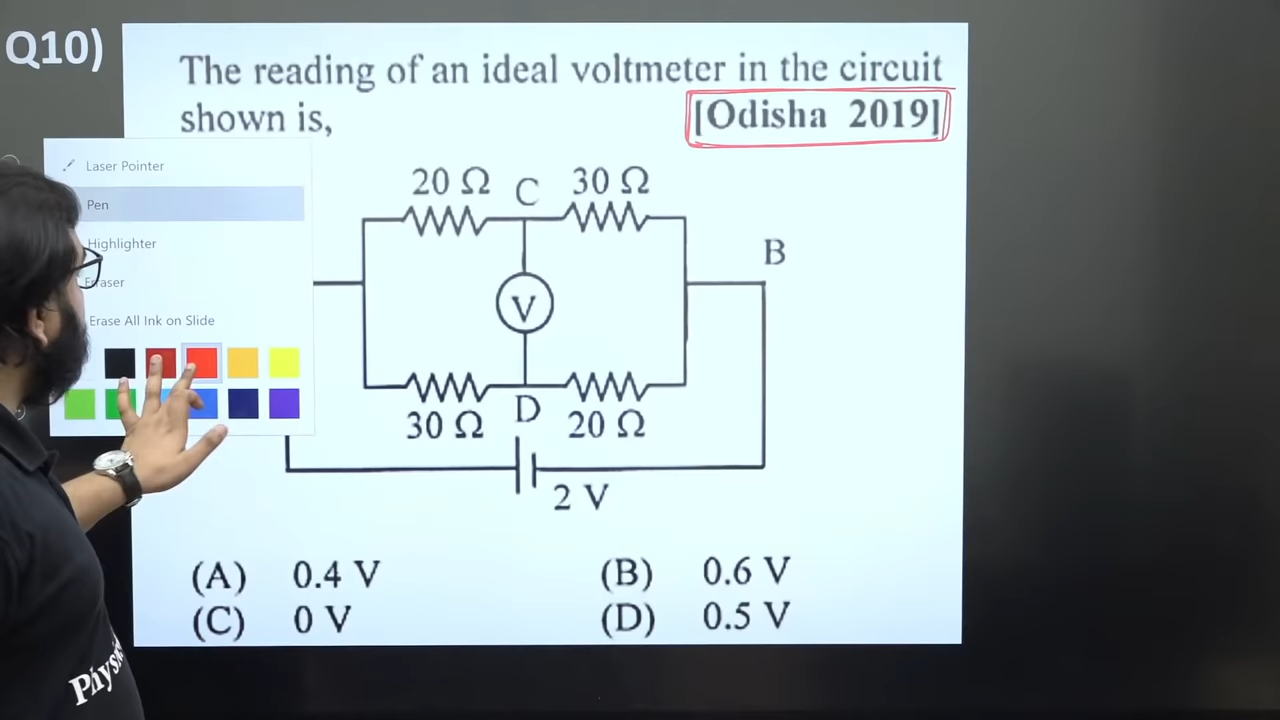 Q10)
The reading of an ideal voltmeter in the circuit
shown is,
[Odisha 2019]
Laser Pointer
Pen
Highlighter
Eraser
Erase All Ink on Slide
20 Ω C 30 Ω
B
V
30 Ω D 20 Ω
2 V
(A) 0.4 V (B) 0.6 V
(C) 0 V (D) 0.5 V